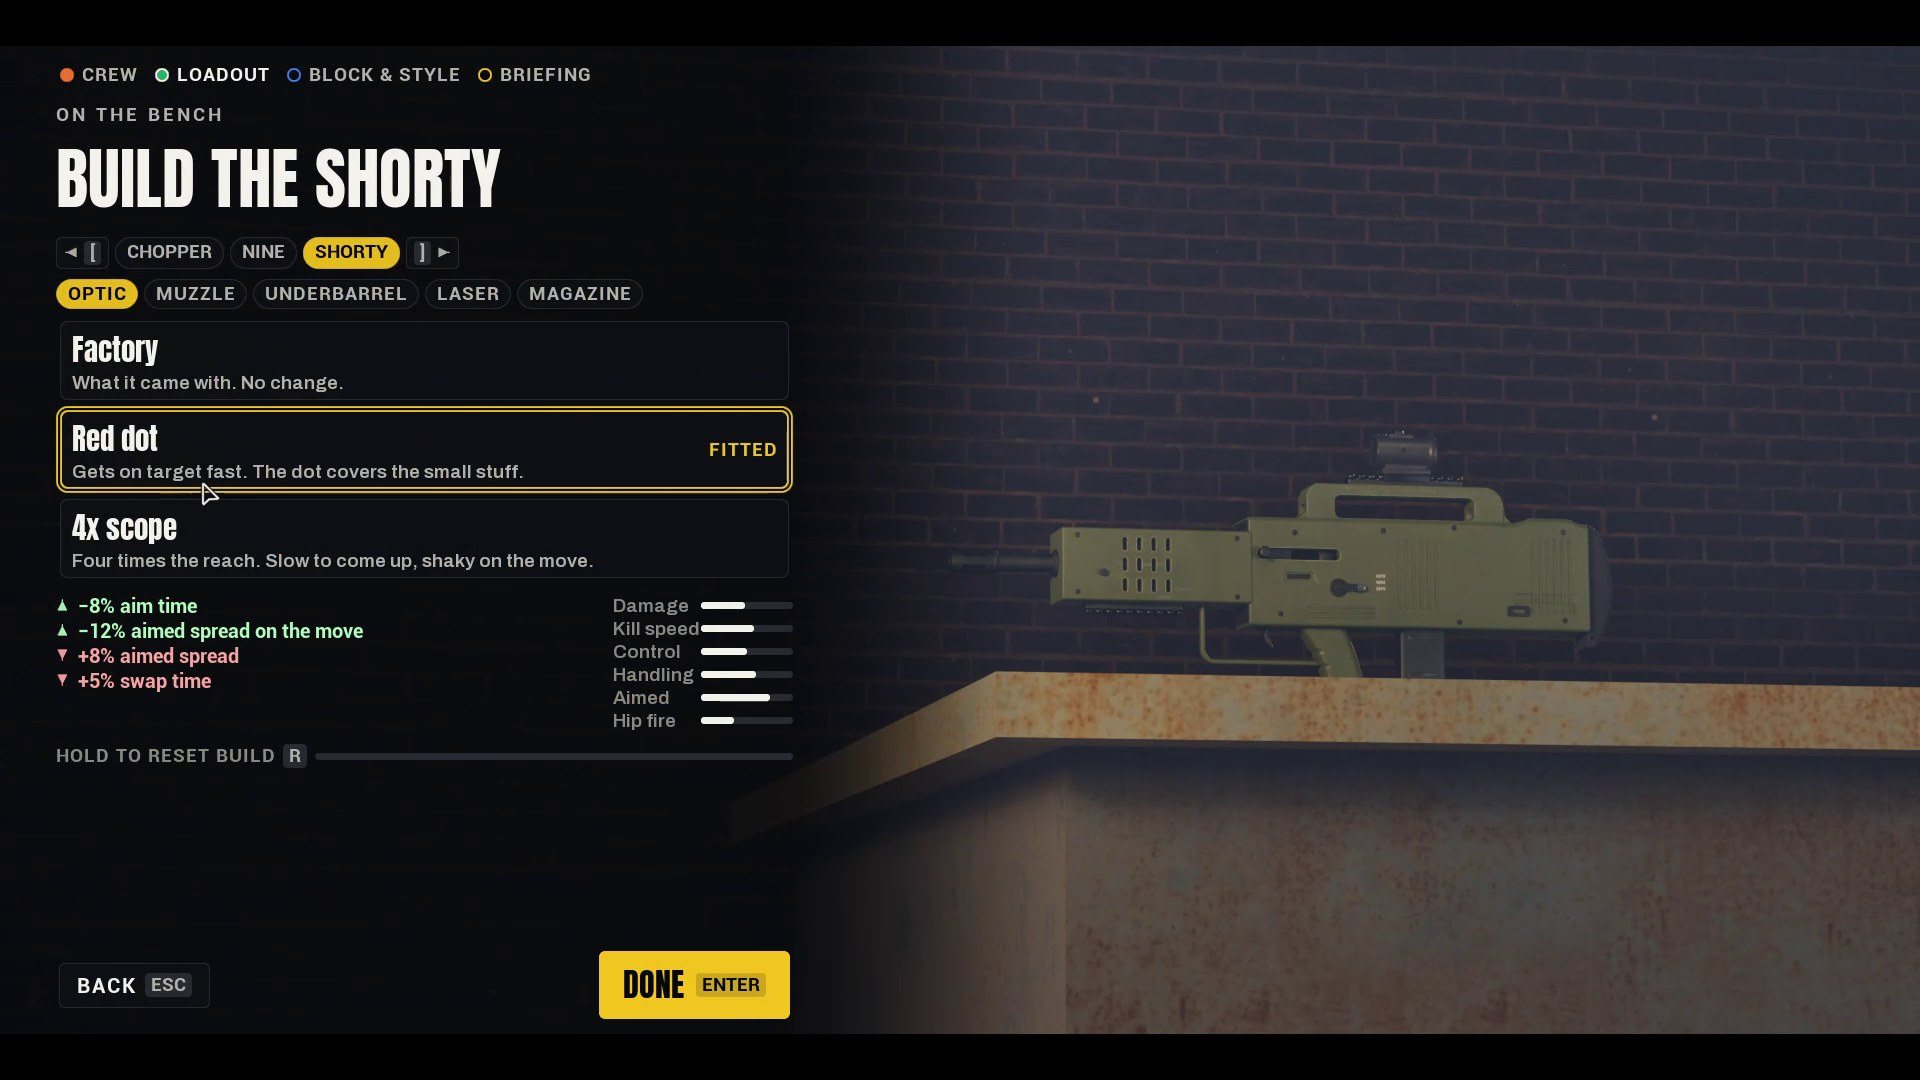 CREW LOADOUT BLOCK & STYLE BRIEFING
ON THE BENCH
BUILD THE SHORTY
[ CHOPPER NINE SHORTY ]
OPTIC MUZZLE UNDERBARREL LASER MAGAZINE
Factory
What it came with. No change.
Red dot
Gets on target fast. The dot covers the small stuff.
FITTED
4x scope
Four times the reach. Slow to come up, shaky on the move.
−8% aim time
−12% aimed spread on the move
+8% aimed spread
+5% swap time
Damage
Kill speed
Control
Handling
Aimed
Hip fire
HOLD TO RESET BUILD R
BACK ESC
DONE ENTER